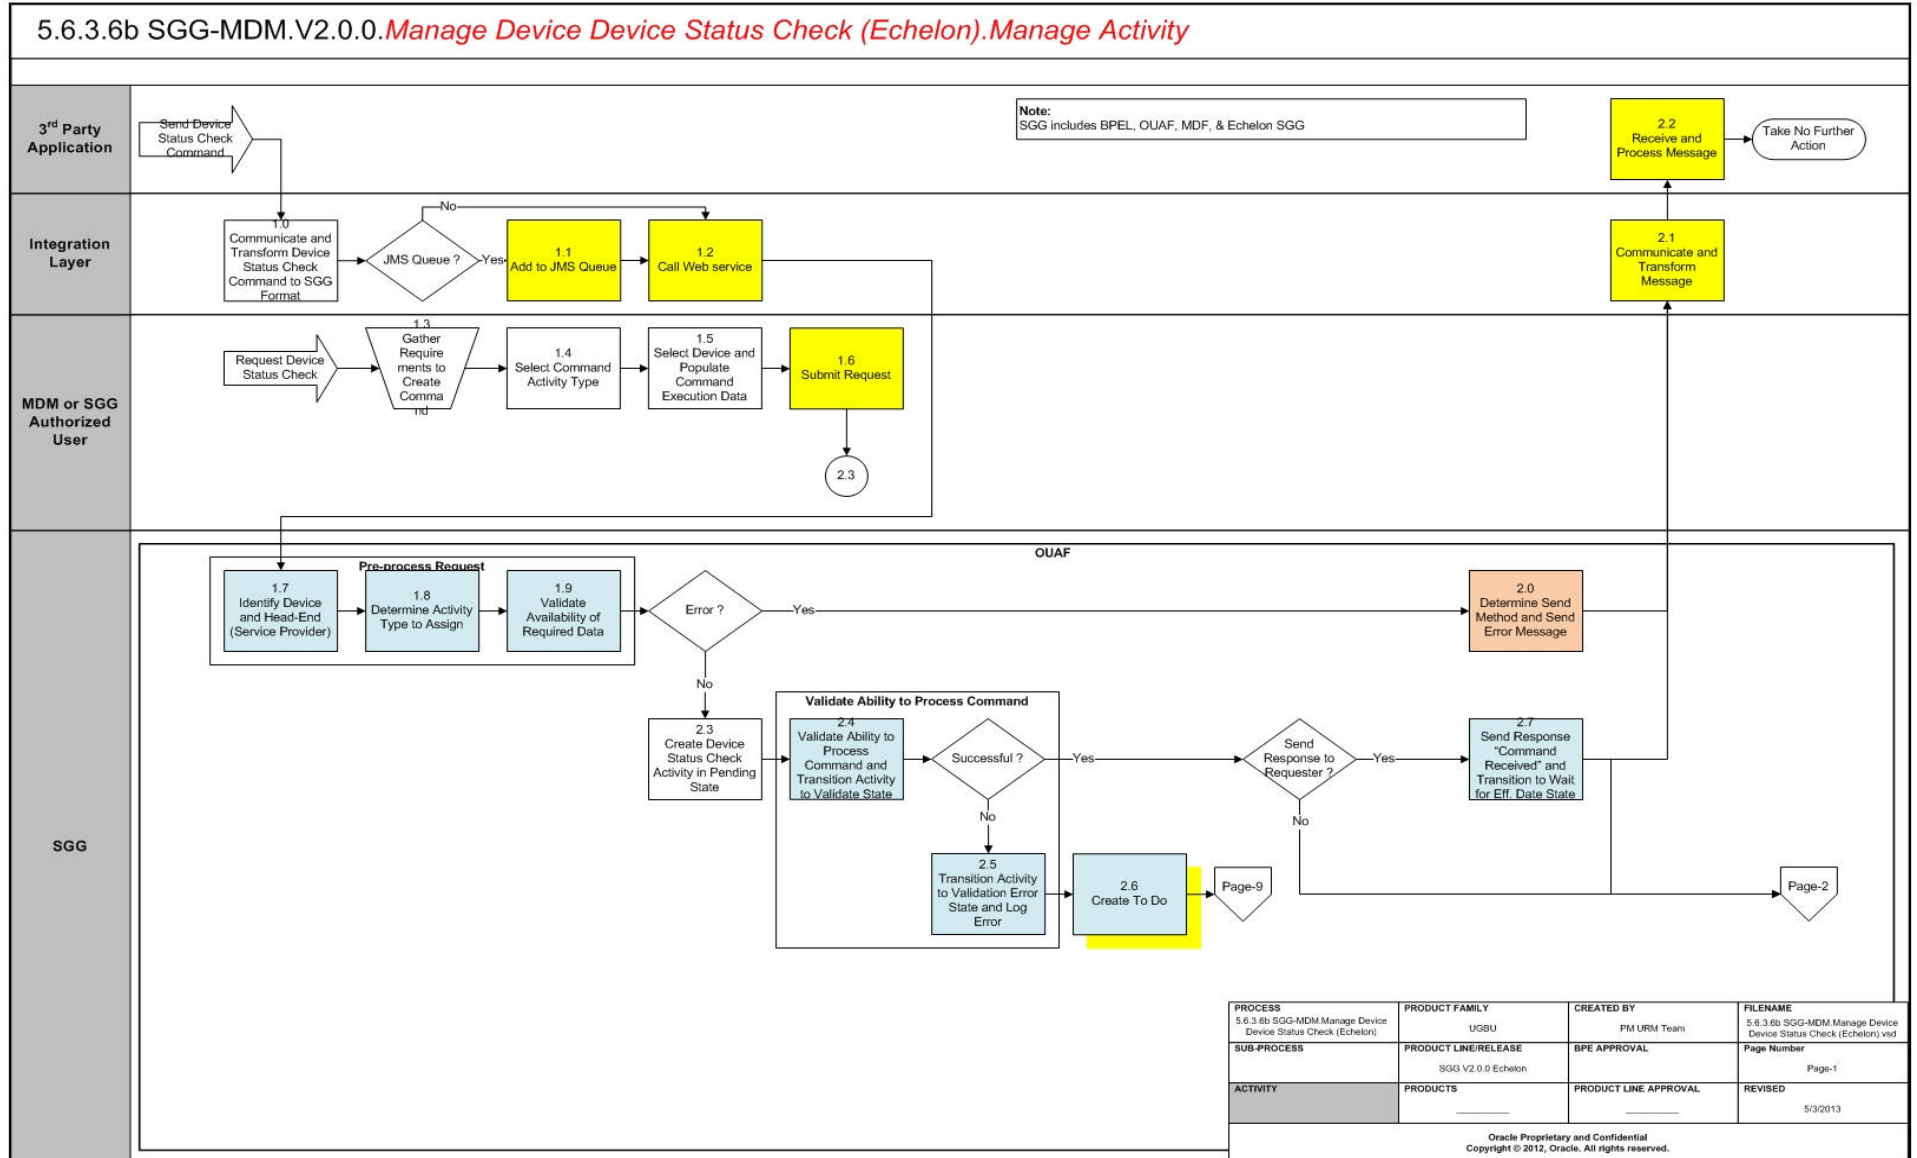 5.6.3.6b SGG-MDM.V2.0.0.Manage Device Device Status Check (Echelon).Manage Activity
3rd Party
Application
Send Device
Status Check
Command
Note:
SGG includes BPEL, OUAF, MDF, & Echelon SGG
2.2
Receive and
Process Message
Take No Further
Action
Integration
Layer
1.0
Communicate and
Transform Device
Status Check
Command to SGG
Format
JMS Queue ?
No
Yes
1.1
Add to JMS Queue
1.2
Call Web service
2.1
Communicate and
Transform
Message
MDM or SGG
Authorized
User
Request Device
Status Check
1.3
Gather
Require
ments to
Create
Comma
nd
1.4
Select Command
Activity Type
1.5
Select Device and
Populate
Command
Execution Data
1.6
Submit Request
2.3
SGG
OUAF
Pre-process Request
1.7
Identify Device
and Head-End
(Service Provider)
1.8
Determine Activity
Type to Assign
1.9
Validate
Availability of
Required Data
Error ?
Yes
No
2.0
Determine Send
Method and Send
Error Message
2.3
Create Device
Status Check
Activity in Pending
State
Validate Ability to Process Command
2.4
Validate Ability to
Process
Command and
Transition Activity
to Validate State
Successful ?
Yes
No
Send
Response to
Requester ?
Yes
No
2.7
Send Response
"Command
Received" and
Transition to Wait
for Eff. Date State
2.5
Transition Activity
to Validation Error
State and Log
Error
2.6
Create To Do
Page-9
Page-2
PROCESS
5.6.3.6b SGG-MDM.Manage Device
Device Status Check (Echelon)
PRODUCT FAMILY
UGBU
CREATED BY
PM URM Team
FILENAME
5.6.3.6b SGG-MDM.Manage Device
Device Status Check (Echelon).vsd
SUB-PROCESS
PRODUCT LINE/RELEASE
SGG V2.0.0 Echelon
BPE APPROVAL
Page Number
Page-1
ACTIVITY
PRODUCTS
PRODUCT LINE APPROVAL
REVISED
5/3/2013
Oracle Proprietary and Confidential
Copyright © 2012, Oracle. All rights reserved.